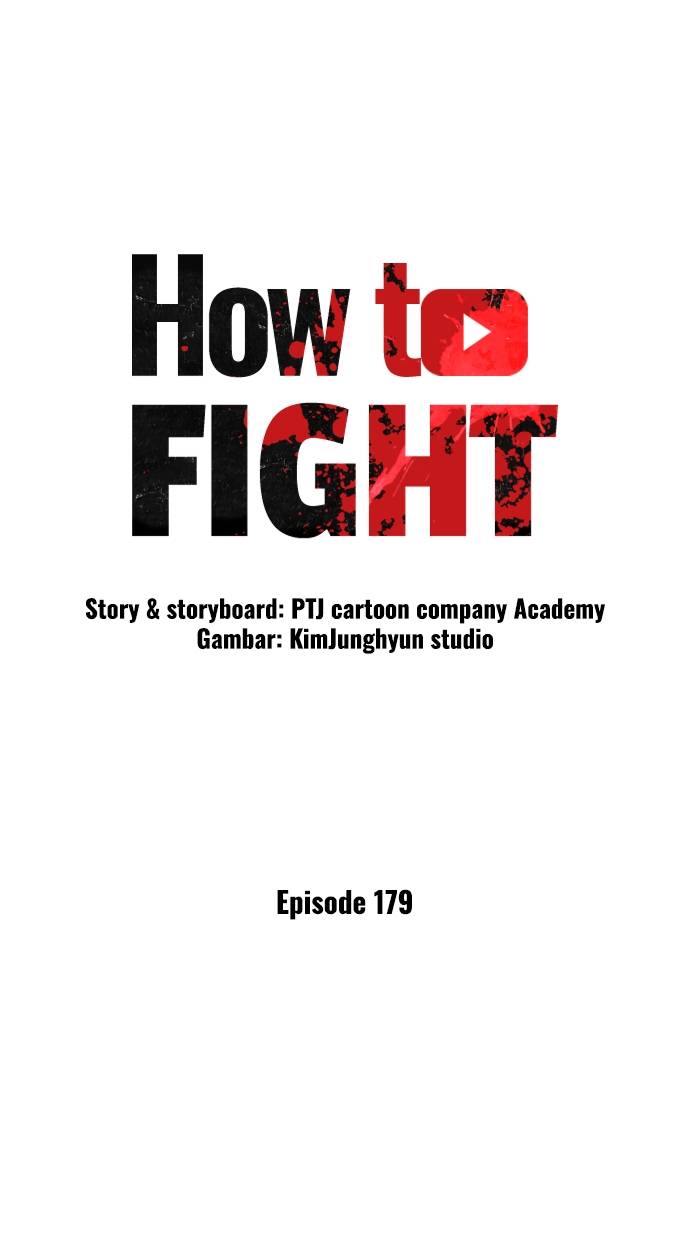 How to
FIGHT
Story & storyboard: PTJ cartoon company Academy
Gambar: KimJunghyun studio
Episode 179